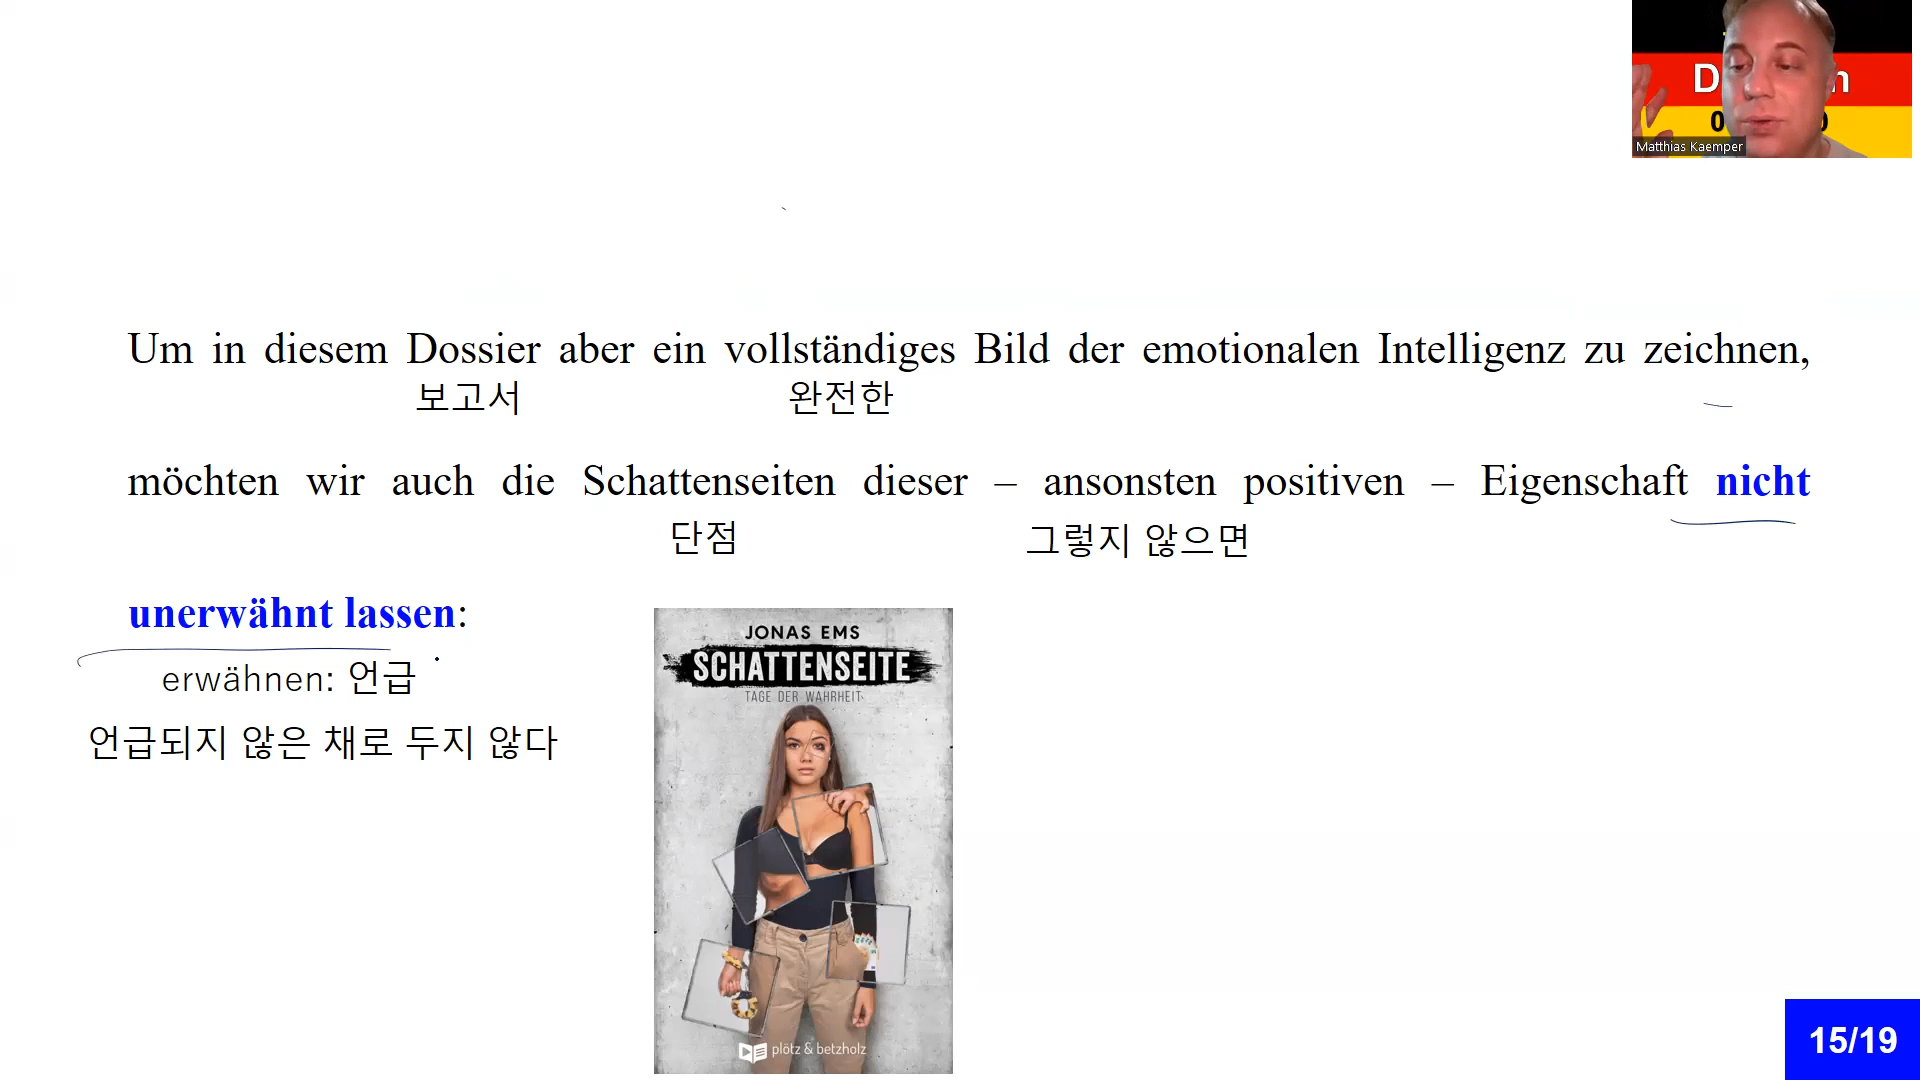 Matthias Kaemper
Um in diesem Dossier aber ein vollständiges Bild der emotionalen Intelligenz zu zeichnen,
보고서 완전한
möchten wir auch die Schattenseiten dieser – ansonsten positiven – Eigenschaft nicht
단점 그렇지 않으면
unerwähnt lassen:
erwähnen: 언급
언급되지 않은 채로 두지 않다
JONAS EMS
SCHATTENSEITE
TAGE DER WAHRHEIT
plötz & betzholz
15/19